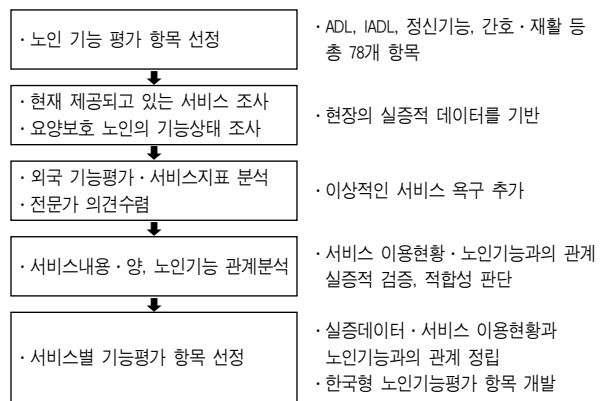 · 노인 기능 평가 항목 선정
· ADL, IADL, 정신기능, 간호 · 재활 등
총 78개 항목
· 현재 제공되고 있는 서비스 조사
· 요양보호 노인의 기능상태 조사
· 현장의 실증적 데이터를 기반
· 외국 기능평가 · 서비스지표 분석
· 전문가 의견수렴
· 이상적인 서비스 욕구 추가
· 서비스내용 · 양, 노인기능 관계분석
· 서비스 이용현황 · 노인기능과의 관계
실증적 검증, 적합성 판단
· 서비스별 기능평가 항목 선정
· 실증데이터 · 서비스 이용현황과
노인기능과의 관계 정립
· 한국형 노인기능평가 항목 개발